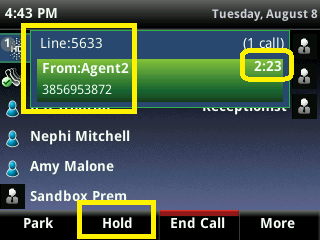 4:43 PM Tuesday, August 8
1
Line:5633 (1 call)
From:Agent2 2:23
3856953872
Receptionist
Nephi Mitchell
Amy Malone
Sandbox Prem
Park Hold End Call More